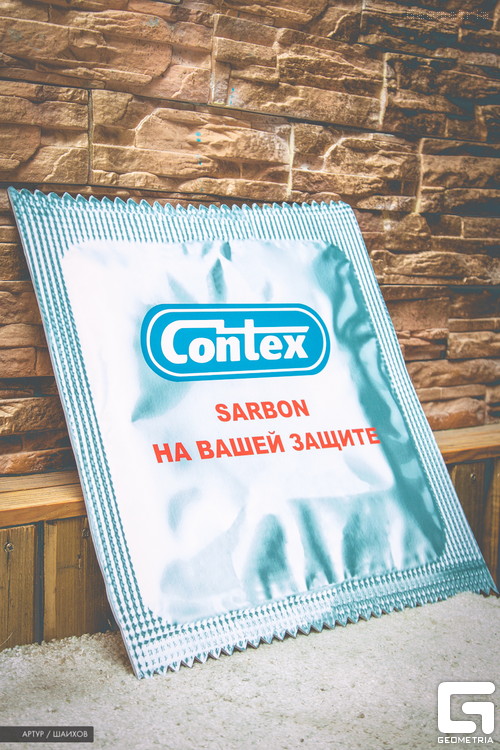 Contex
SARBON
НА ВАШЕЙ ЗАЩИТЕ
АРТУР / ШАИХОВ
GEOMETRIA